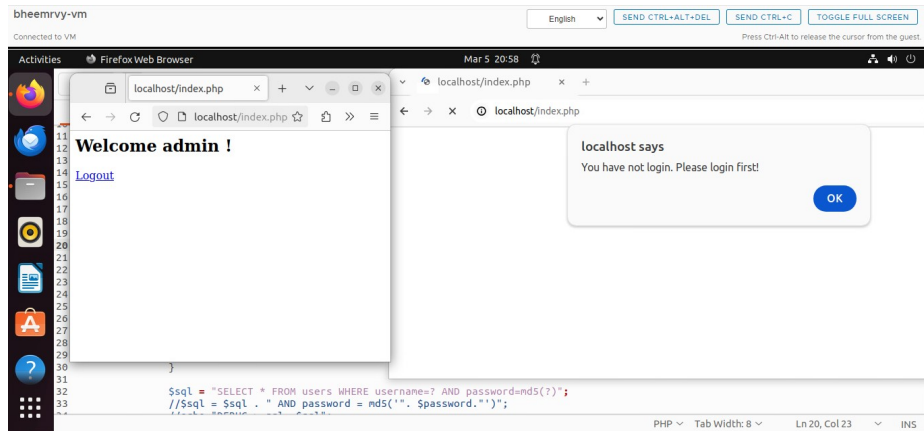 bheemrvy-vm
English
SEND CTRL+ALT+DEL
SEND CTRL+C
TOGGLE FULL SCREEN
Connected to VM
Press Ctrl-Alt to release the cursor from the guest.
Activities
Firefox Web Browser
Mar 5 20:58
localhost/index.php
localhost/index.php
localhost/index.php
localhost/index.php
Welcome admin !
Logout
localhost says
You have not login. Please login first!
OK
11
12
13
14
15
16
17
18
19
20
21
22
23
24
25
26
27
28
29
30 }
31
32 $sql = "SELECT * FROM users WHERE username=? AND password=md5(?)";
33 //$sql = $sql . " AND password = md5('". $password."')";
PHP Tab Width: 8 Ln 20, Col 23 INS